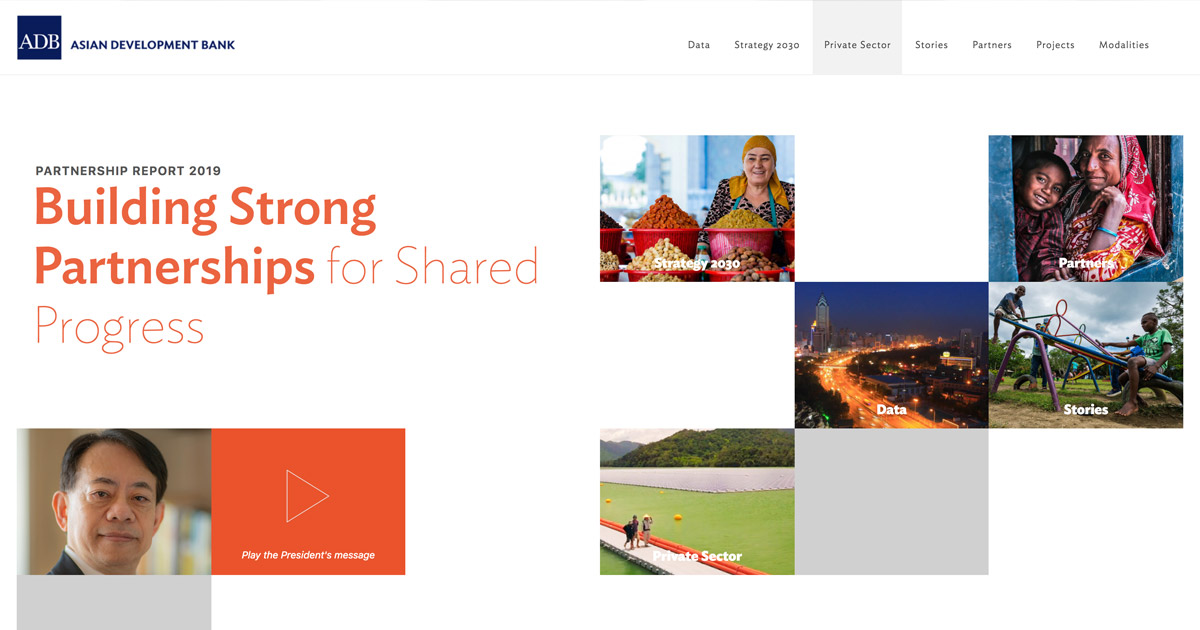 ADB ASIAN DEVELOPMENT BANK
Data Strategy 2030 Private Sector Stories Partners Projects Modalities
PARTNERSHIP REPORT 2019
Building Strong
Partnerships for Shared
Progress
Strategy 2030
Partners
Data
Stories
Play the President's message
Private Sector